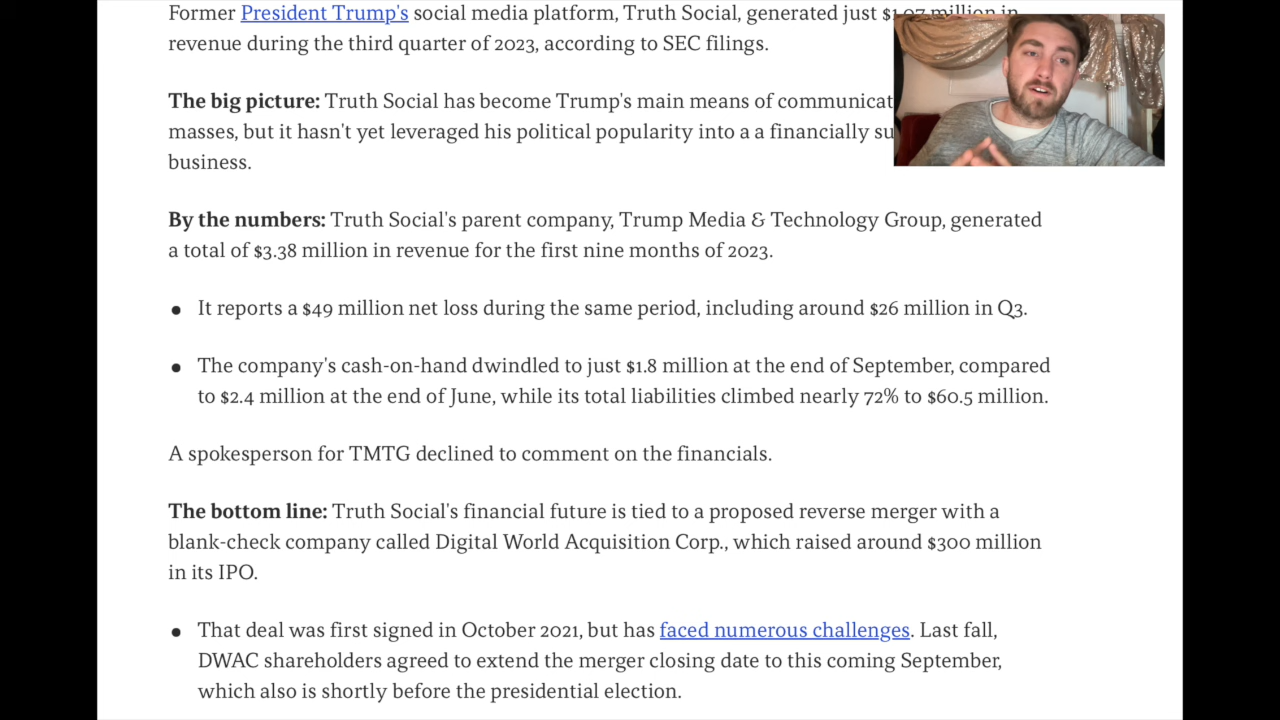 Former President Trump's social media platform, Truth Social, generated just $1.07 million in
revenue during the third quarter of 2023, according to SEC filings.
The big picture: Truth Social has become Trump's main means of
masses, but it hasn't yet leveraged his political popularity into a a financially
business.
By the numbers: Truth Social's parent company, Trump Media & Technology Group, generated
a total of $3.38 million in revenue for the first nine months of 2023.
• It reports a $49 million net loss during the same period, including around $26 million in Q3.
• The company's cash-on-hand dwindled to just $1.8 million at the end of September, compared
to $2.4 million at the end of June, while its total liabilities climbed nearly 72% to $60.5 million.
A spokesperson for TMTG declined to comment on the financials.
The bottom line: Truth Social's financial future is tied to a proposed reverse merger with a
blank-check company called Digital World Acquisition Corp., which raised around $300 million
in its IPO.
• That deal was first signed in October 2021, but has faced numerous challenges. Last fall,
DWAC shareholders agreed to extend the merger closing date to this coming September,
which also is shortly before the presidential election.